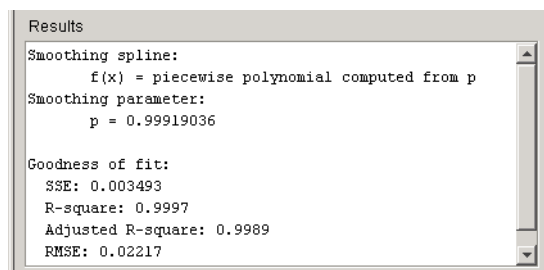 Results
Smoothing spline:
f(x) = piecewise polynomial computed from p
Smoothing parameter:
p = 0.99919036
Goodness of fit:
SSE: 0.003493
R-square: 0.9997
Adjusted R-square: 0.9989
RMSE: 0.02217